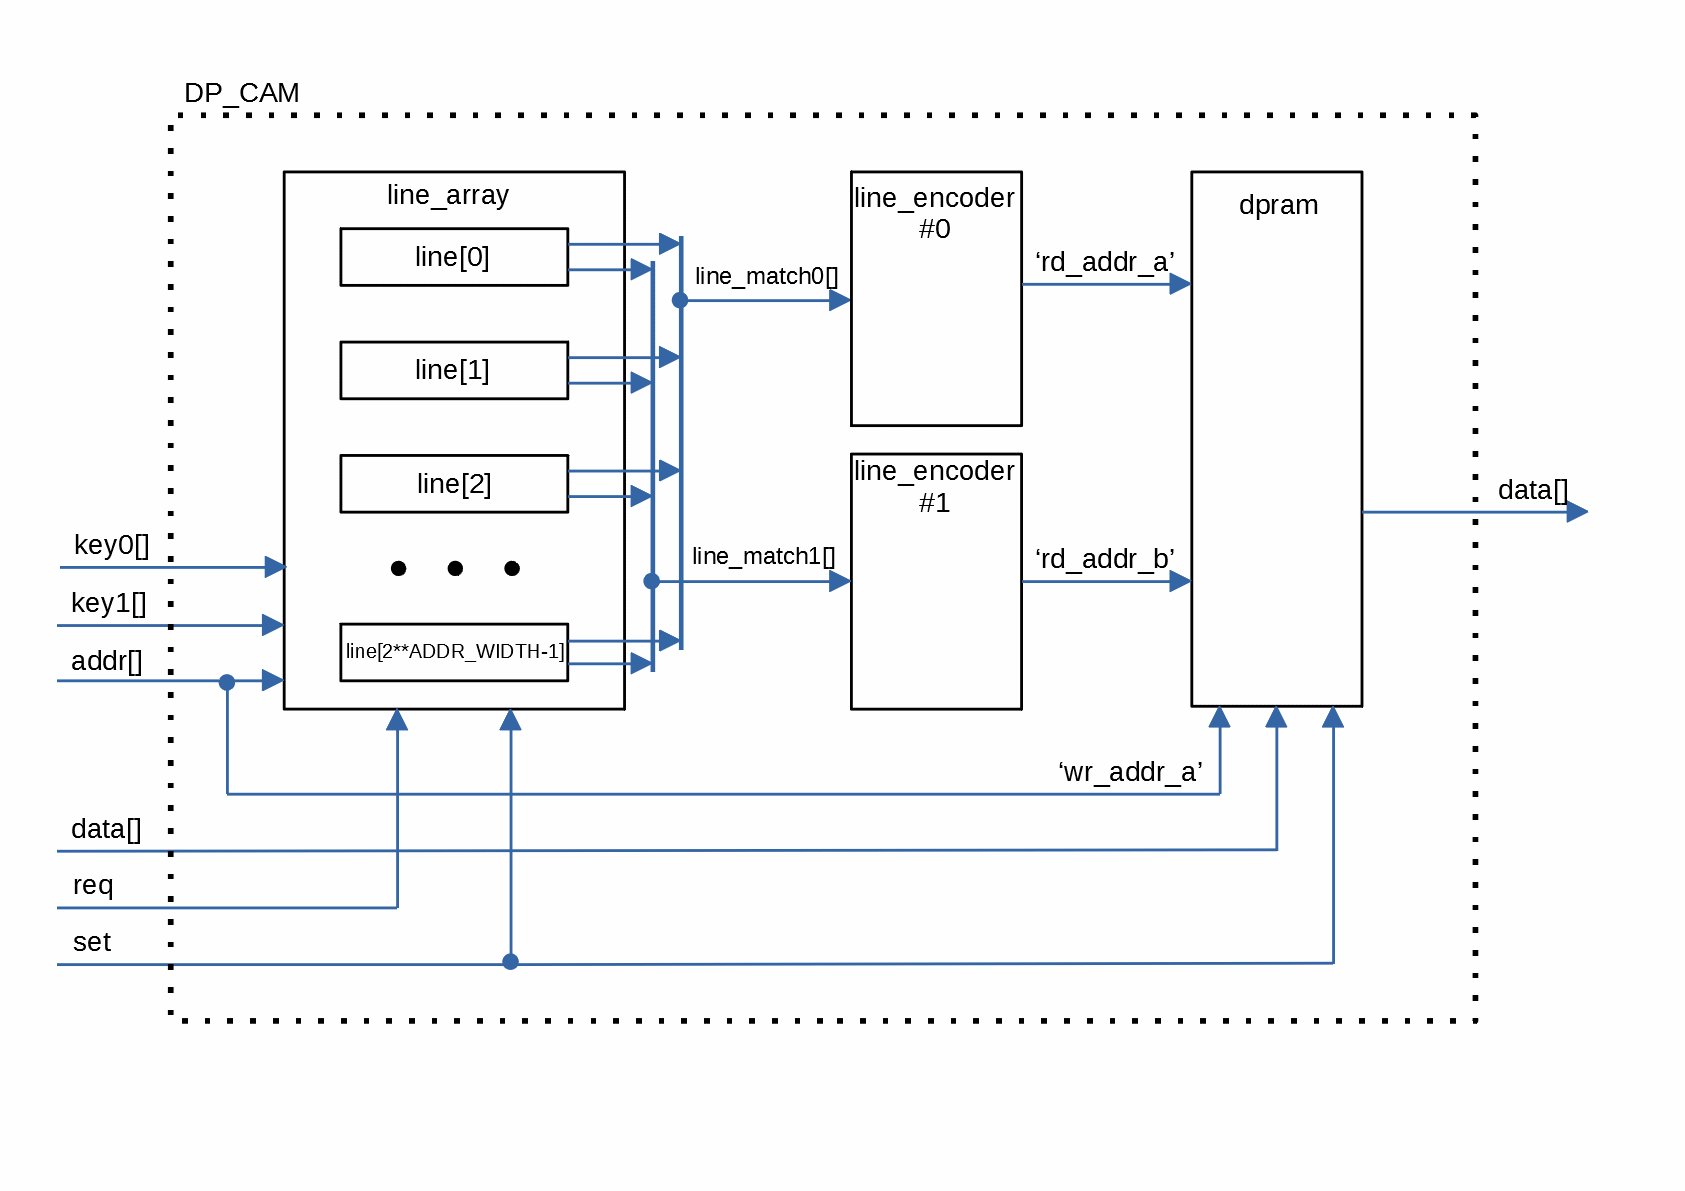 DP_CAM
line_array
line[0]
line[1]
line[2]
line[2**ADDR_WIDTH-1]
line_match0[]
line_match1[]
line_encoder
#0
line_encoder
#1
‘rd_addr_a’
‘rd_addr_b’
dpram
data[]
key0[]
key1[]
addr[]
‘wr_addr_a’
data[]
req
set